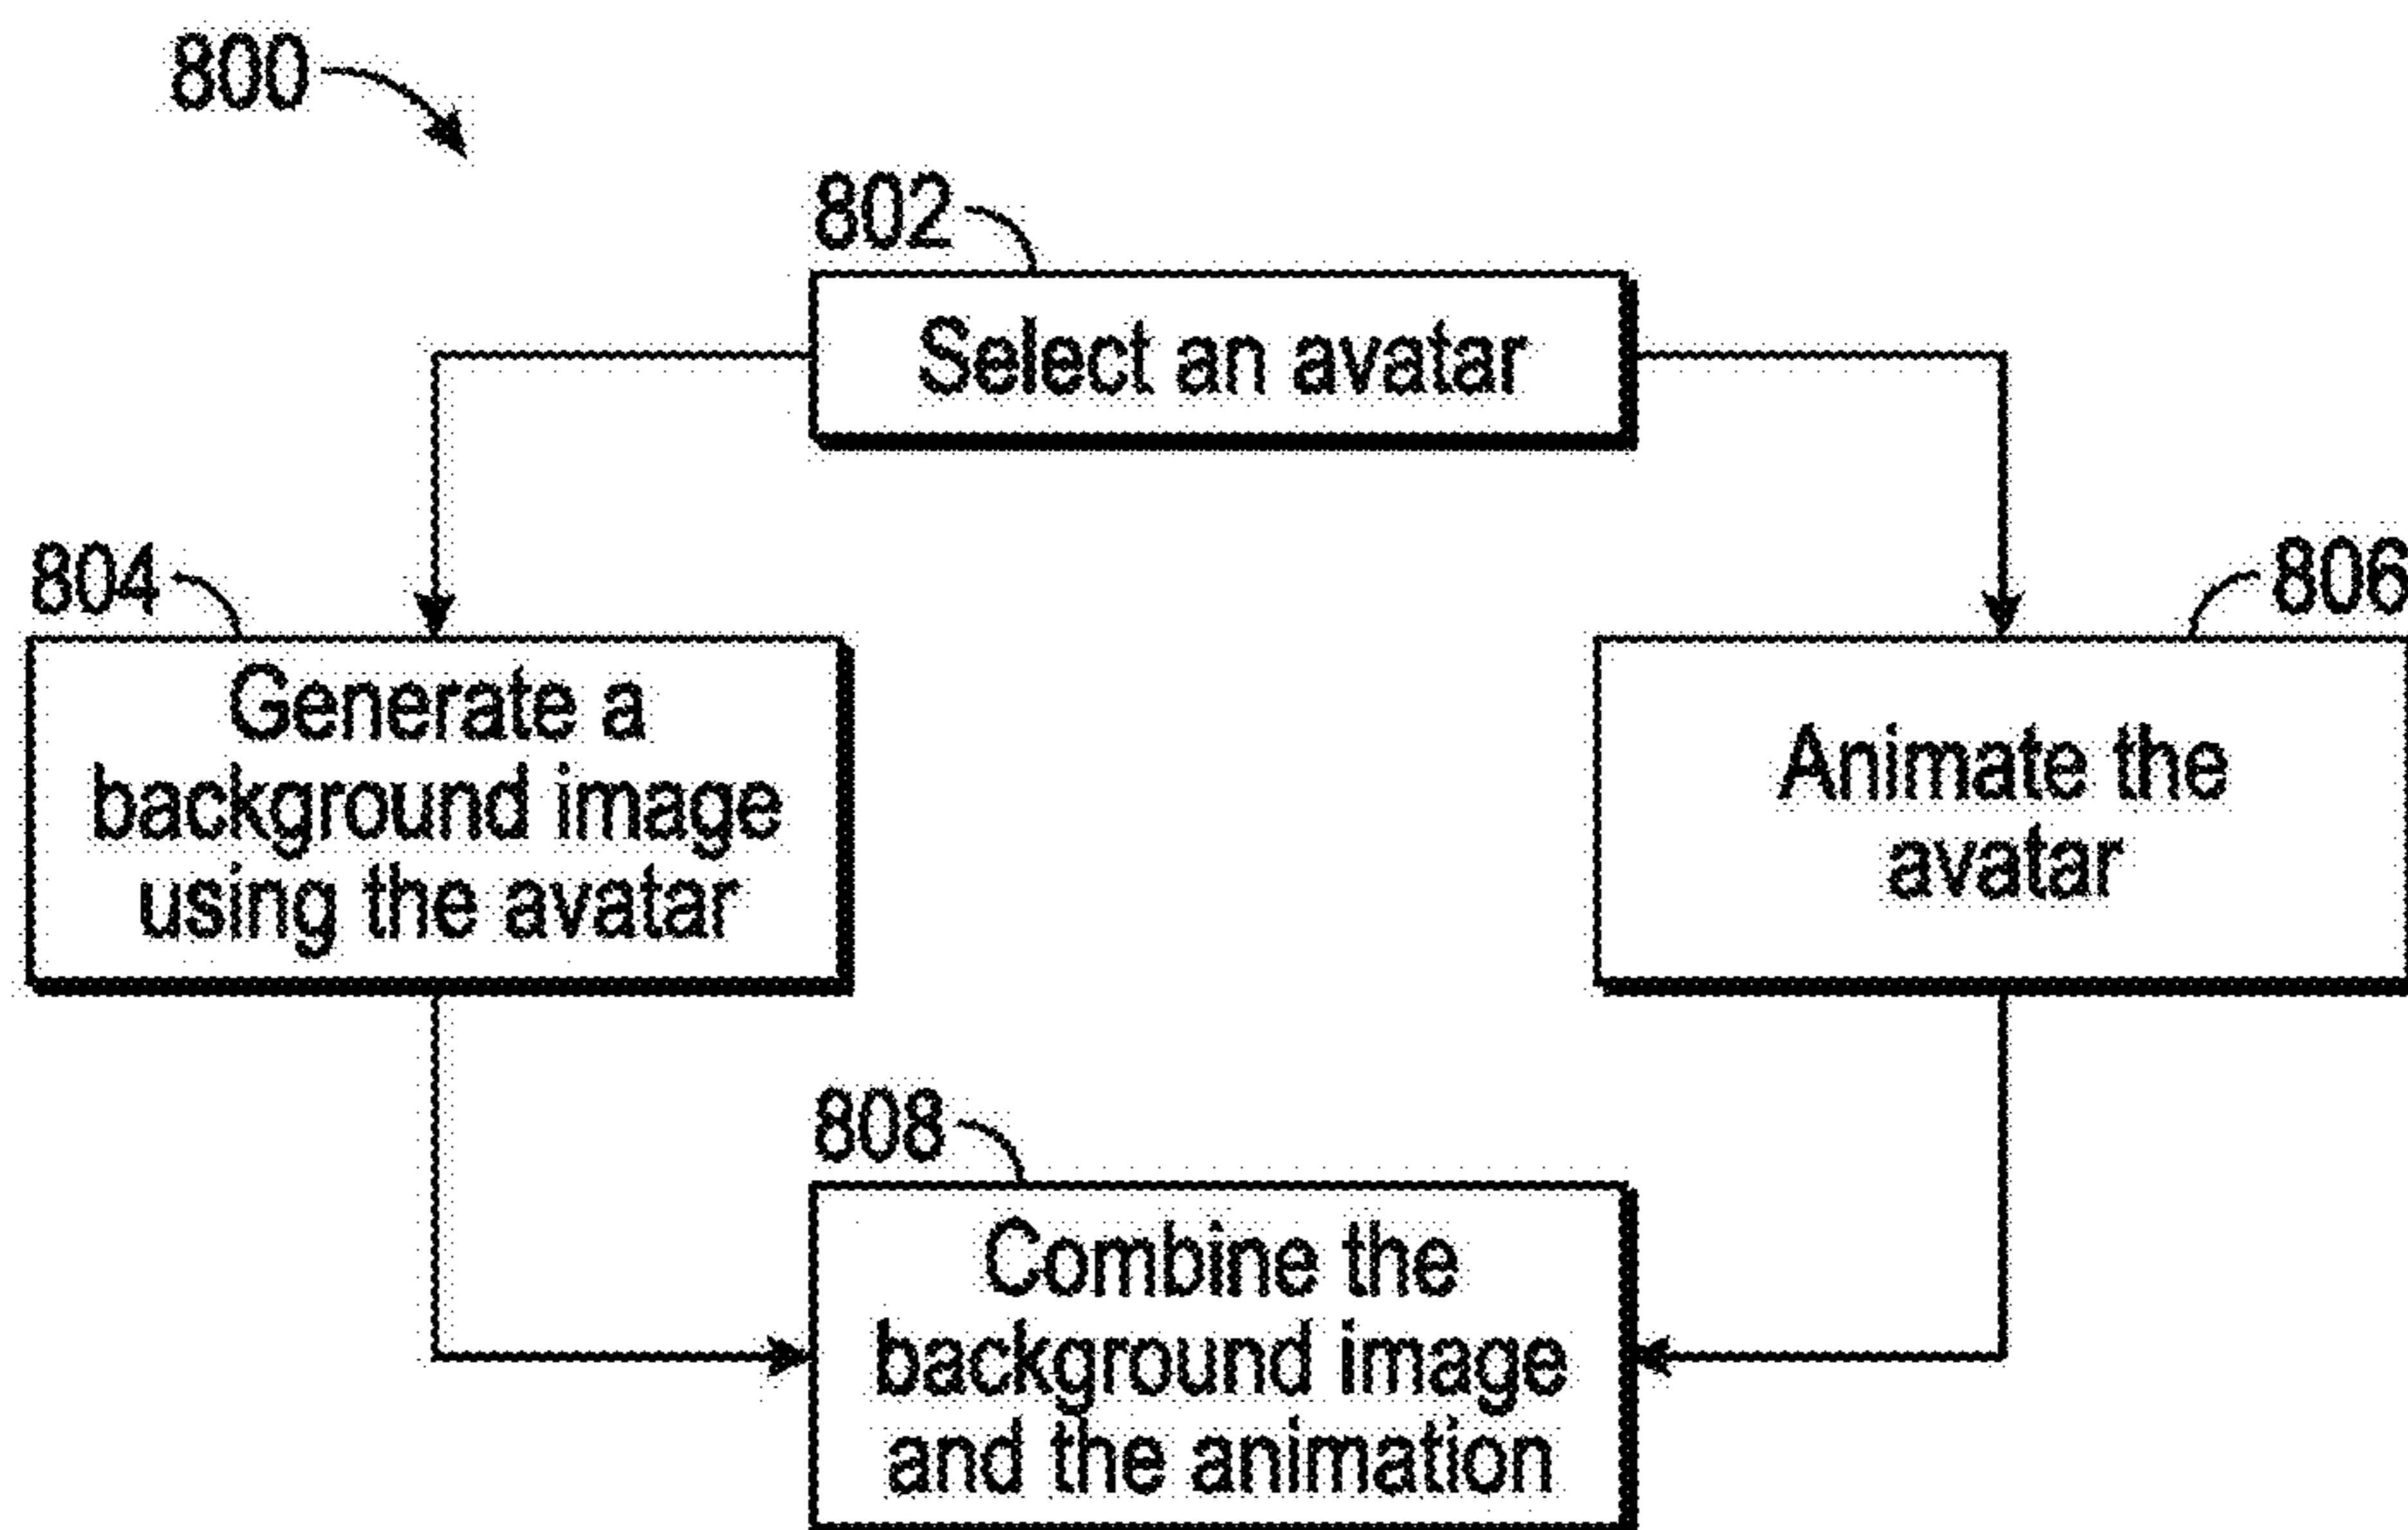 800
802
Select an avatar
804
Generate a
background image
using the avatar
806
Animate the
avatar
808
Combine the
background image
and the animation